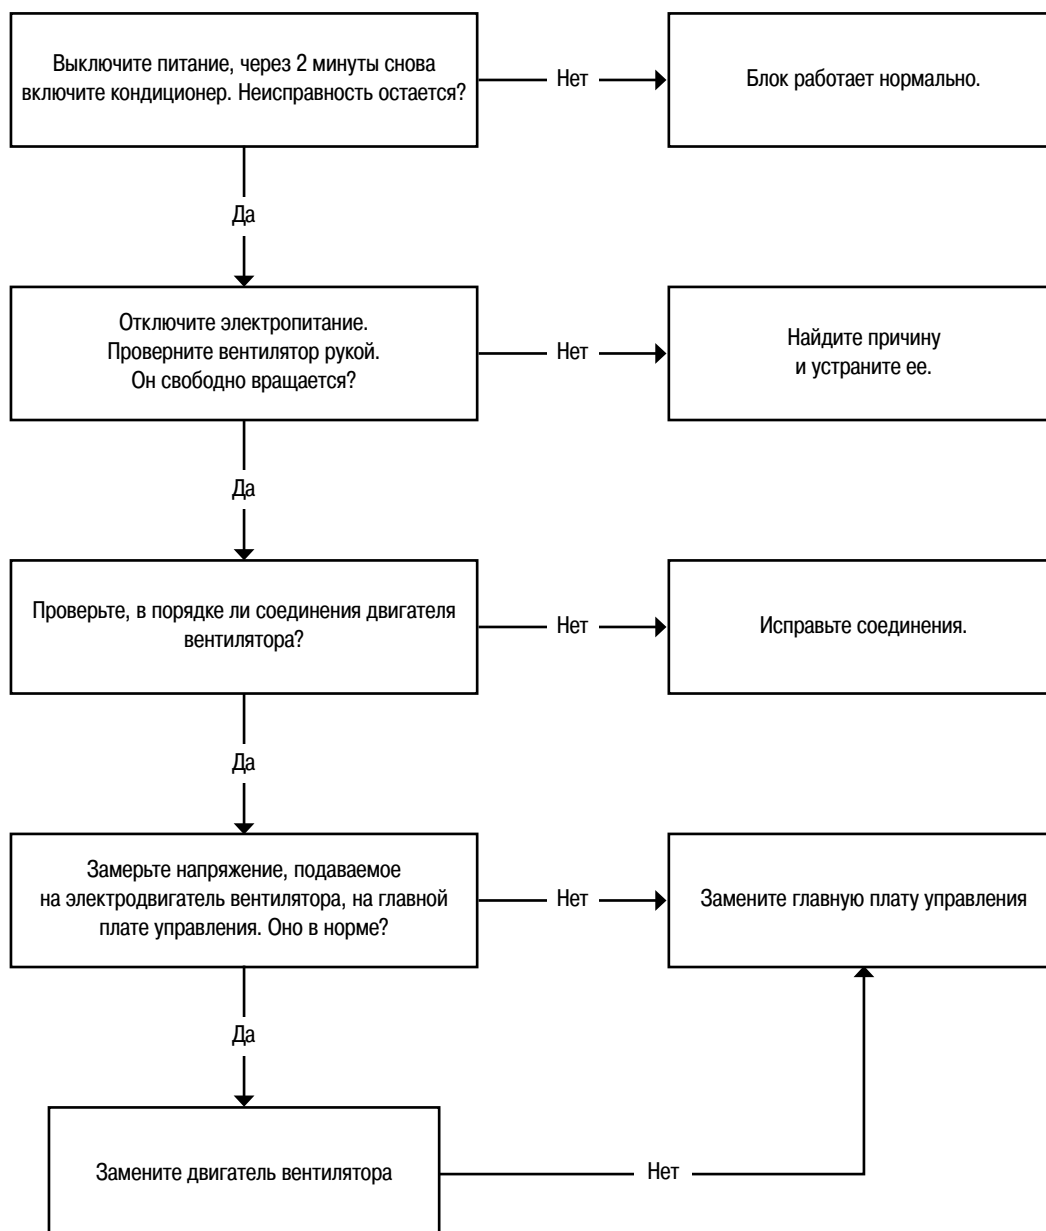 Выключите питание, через 2 минуты снова
включите кондиционер. Неисправность остается?
Нет
Блок работает нормально.
Да
Отключите электропитание.
Проверните вентилятор рукой.
Он свободно вращается?
Нет
Найдите причину
и устраните ее.
Да
Проверьте, в порядке ли соединения двигателя
вентилятора?
Нет
Исправьте соединения.
Да
Замерьте напряжение, подаваемое
на электродвигатель вентилятора, на главной
плате управления. Оно в норме?
Нет
Замените главную плату управления
Да
Замените двигатель вентилятора
Нет